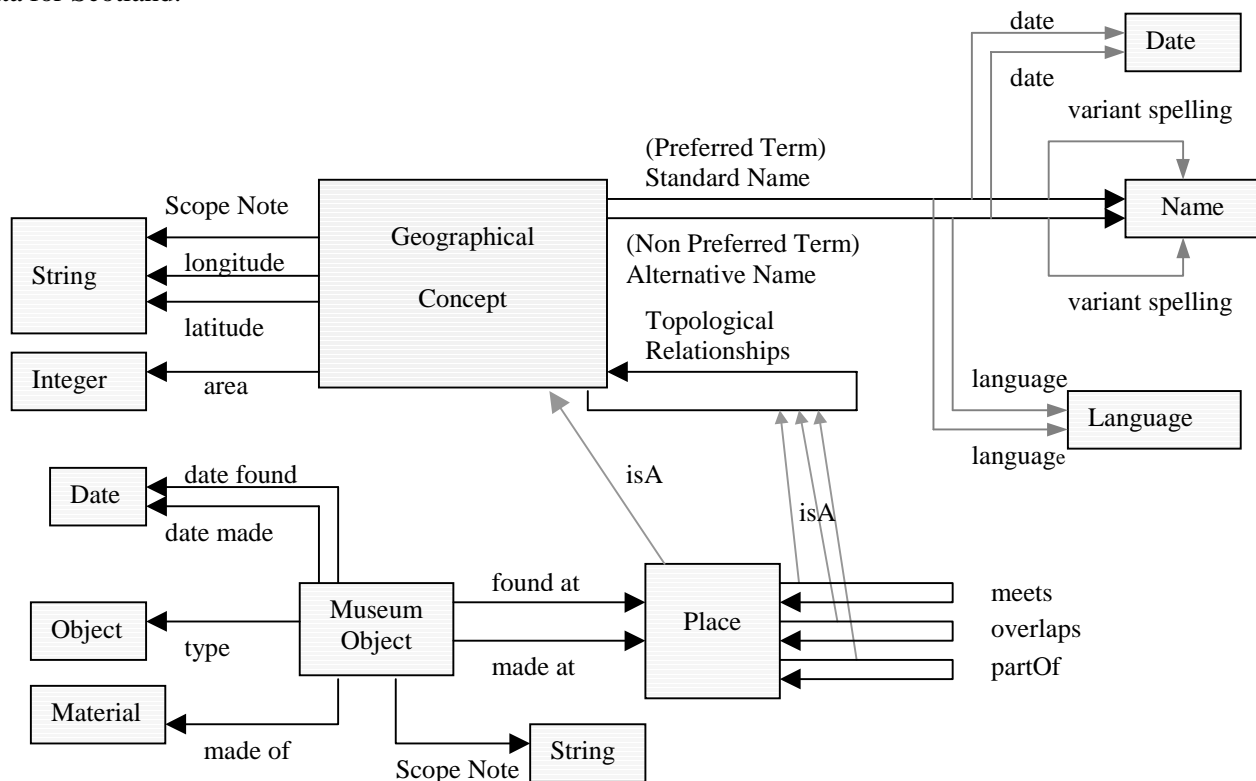 date
Date
date
variant spelling
(Preferred Term)
Standard Name
Scope Note
Name
Geographical
(Non Preferred Term)
longitude
Alternative Name
String
Concept
variant spelling
latitude
Topological
Relationships
Integer
area
language
Language
language
isA
date found
Date
isA
date made
found at
meets
Museum
Object
Object
Place
overlaps
type
made at
partOf
Material
made of
String
Scope Note